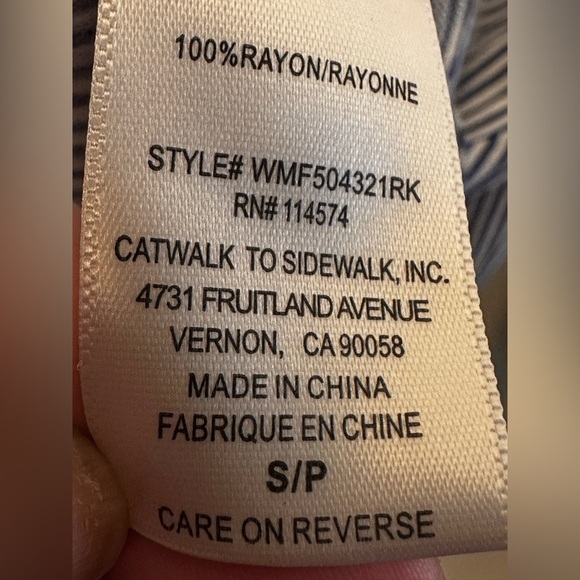 100%RAYON/RAYONNE
STYLE# WMF504321RK
RN# 114574
CATWALK TO SIDEWALK, INC.
4731 FRUITLAND AVENUE
VERNON, CA 90058
MADE IN CHINA
FABRIQUE EN CHINE
S/P
CARE ON REVERSE